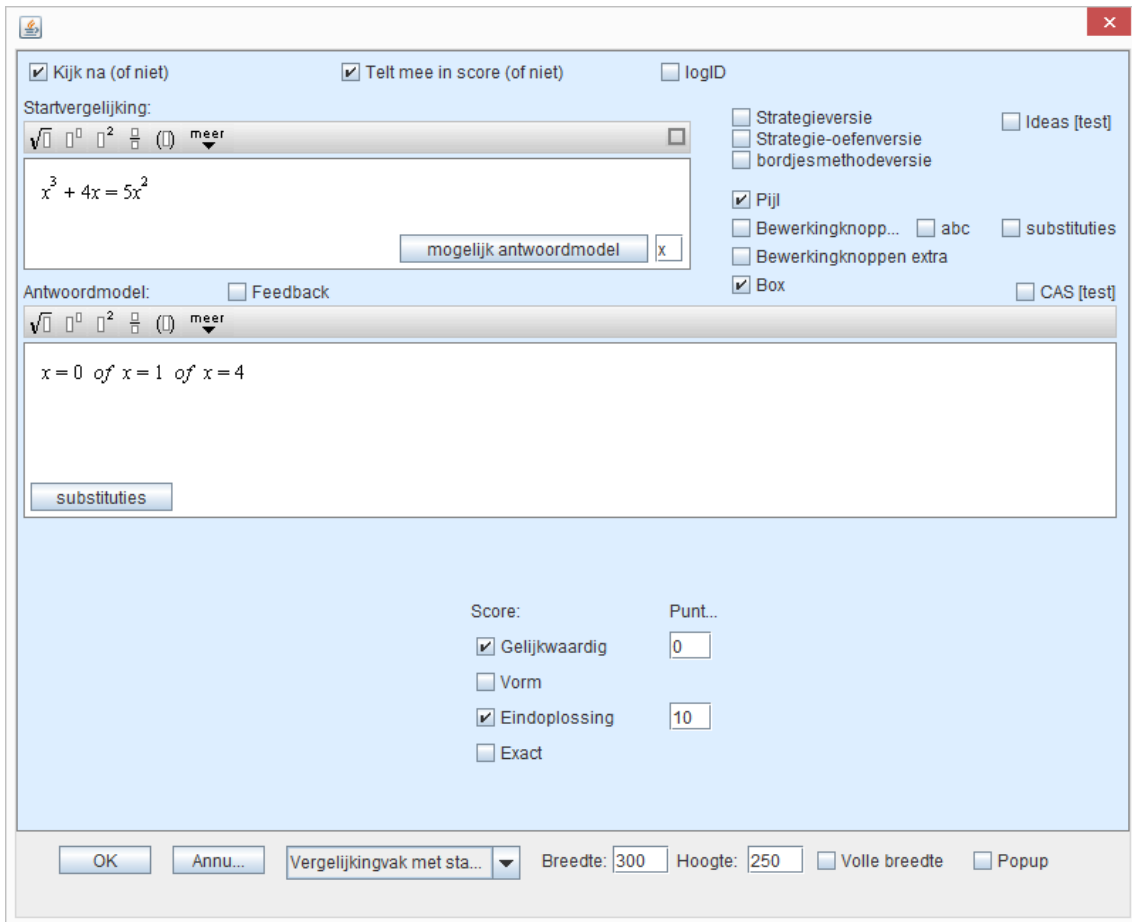 Kijk na (of niet) Telt mee in score (of niet) logID
Startvergelijking:
meer
x³ + 4x = 5x²
mogelijk antwoordmodel x
Strategieversie Ideas [test]
Strategie-oefenversie
bordjesmethodeversie
Pijl
Bewerkingknopp... abc substituties
Bewerkingknoppen extra
Box
Antwoordmodel: Feedback CAS [test]
meer
x = 0 of x = 1 of x = 4
substituties
Score: Punt...
Gelijkwaardig 0
Vorm
Eindoplossing 10
Exact
OK Annu... Vergelijkingvak met sta... Breedte: 300 Hoogte: 250 Volle breedte Popup